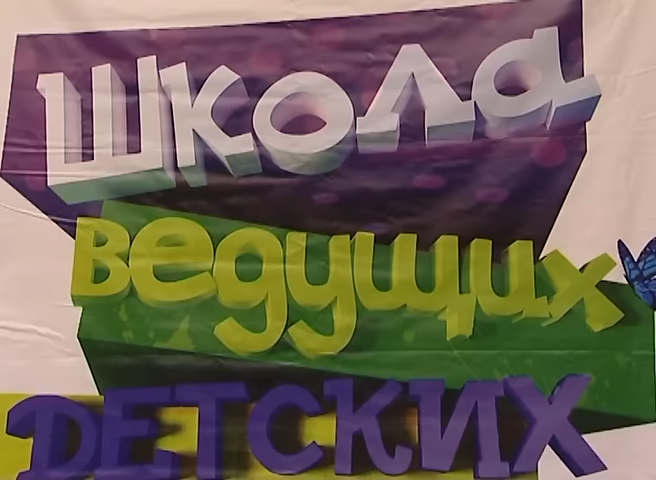 школа
ведущих
ДЕТСКИХ